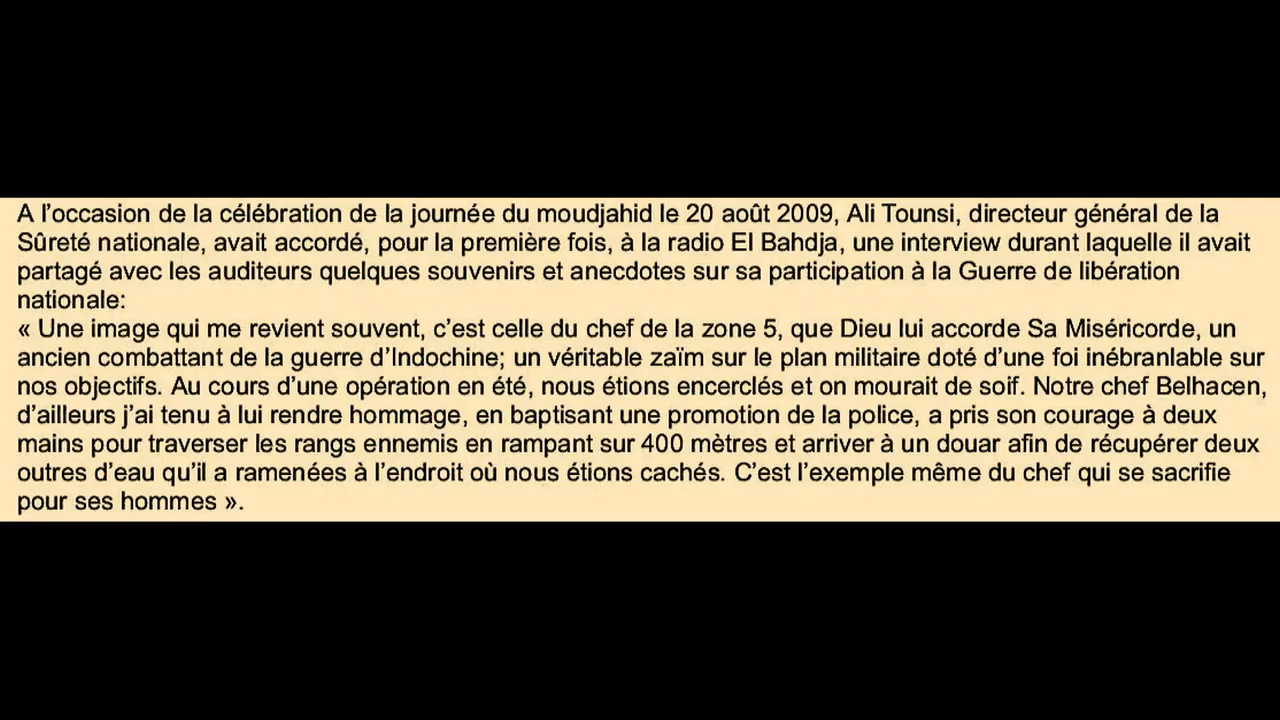 A l’occasion de la célébration de la journée du moudjahid le 20 août 2009, Ali Tounsi, directeur général de la
Sûreté nationale, avait accordé, pour la première fois, à la radio El Bahdja, une interview durant laquelle il avait
partagé avec les auditeurs quelques souvenirs et anecdotes sur sa participation à la Guerre de libération
nationale:
« Une image qui me revient souvent, c’est celle du chef de la zone 5, que Dieu lui accorde Sa Miséricorde, un
ancien combattant de la guerre d’Indochine; un véritable zaïm sur le plan militaire doté d’une foi inébranlable sur
nos objectifs. Au cours d’une opération en été, nous étions encerclés et on mourait de soif. Notre chef Belhacen,
d’ailleurs j’ai tenu à lui rendre hommage, en baptisant une promotion de la police, a pris son courage à deux
mains pour traverser les rangs ennemis en rampant sur 400 mètres et arriver à un douar afin de récupérer deux
outres d’eau qu’il a ramenées à l’endroit où nous étions cachés. C’est l’exemple même du chef qui se sacrifie
pour ses hommes ».